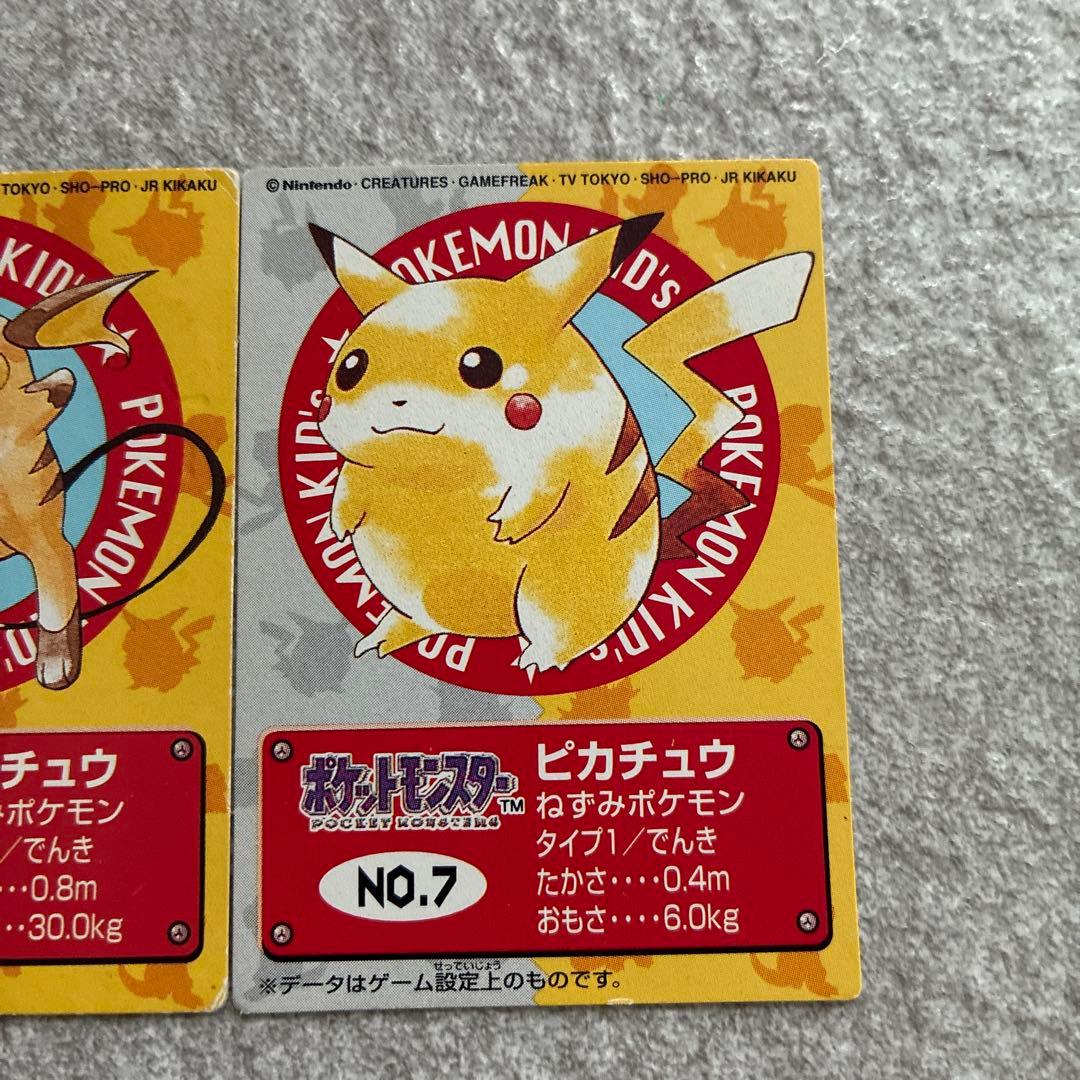 TOKYO・SHO-PRO・JR KIKAKU
KID's
POKEMON
チュウ
ポケモン
／でんき
‥‥0.8m
‥30.0kg
©Nintendo・CREATURES・GAMEFREAK・TV TOKYO・SHO-PRO・JR KIKAKU
POKEMON KID's
POKEMON KID's
POKEMON KID's
ポケットモンスター™
POCKET MONSTERS
NO.7
ピカチュウ
ねずみポケモン
タイプ1／でんき
たかさ‥‥0.4m
おもさ‥‥6.0kg
せっていじょう
※データはゲーム設定上のものです。